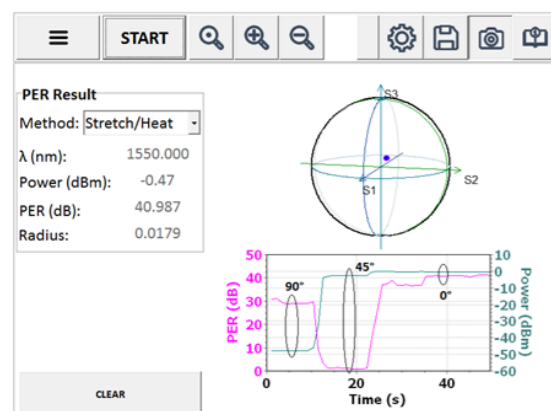 START
PER Result
Method: Stretch/Heat
λ (nm): 1550.000
Power (dBm): -0.47
PER (dB): 40.987
Radius: 0.0179
CLEAR
S3
S2
S1
50 10
40 0
30 -10
20 -20
10 -30
0 -40
-50
-60
90°
45°
0°
PER (dB)
Power (dBm)
0 20 40
Time (s)